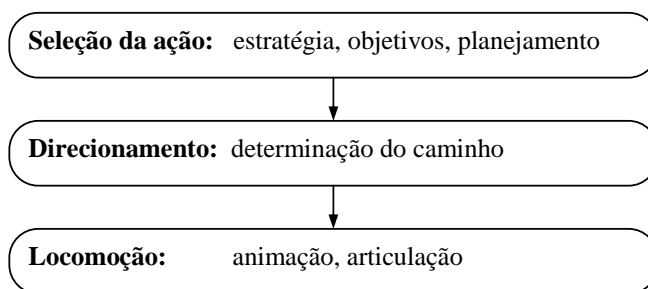 Seleção da ação: estratégia, objetivos, planejamento
Direcionamento: determinação do caminho
Locomoção: animação, articulação